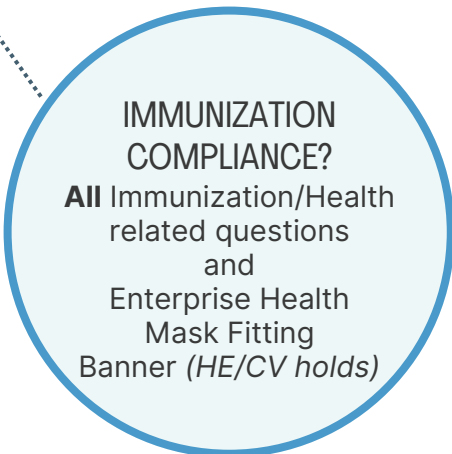 IMMUNIZATION
COMPLIANCE?
All Immunization/Health
related questions
and
Enterprise Health
Mask Fitting
Banner (HE/CV holds)